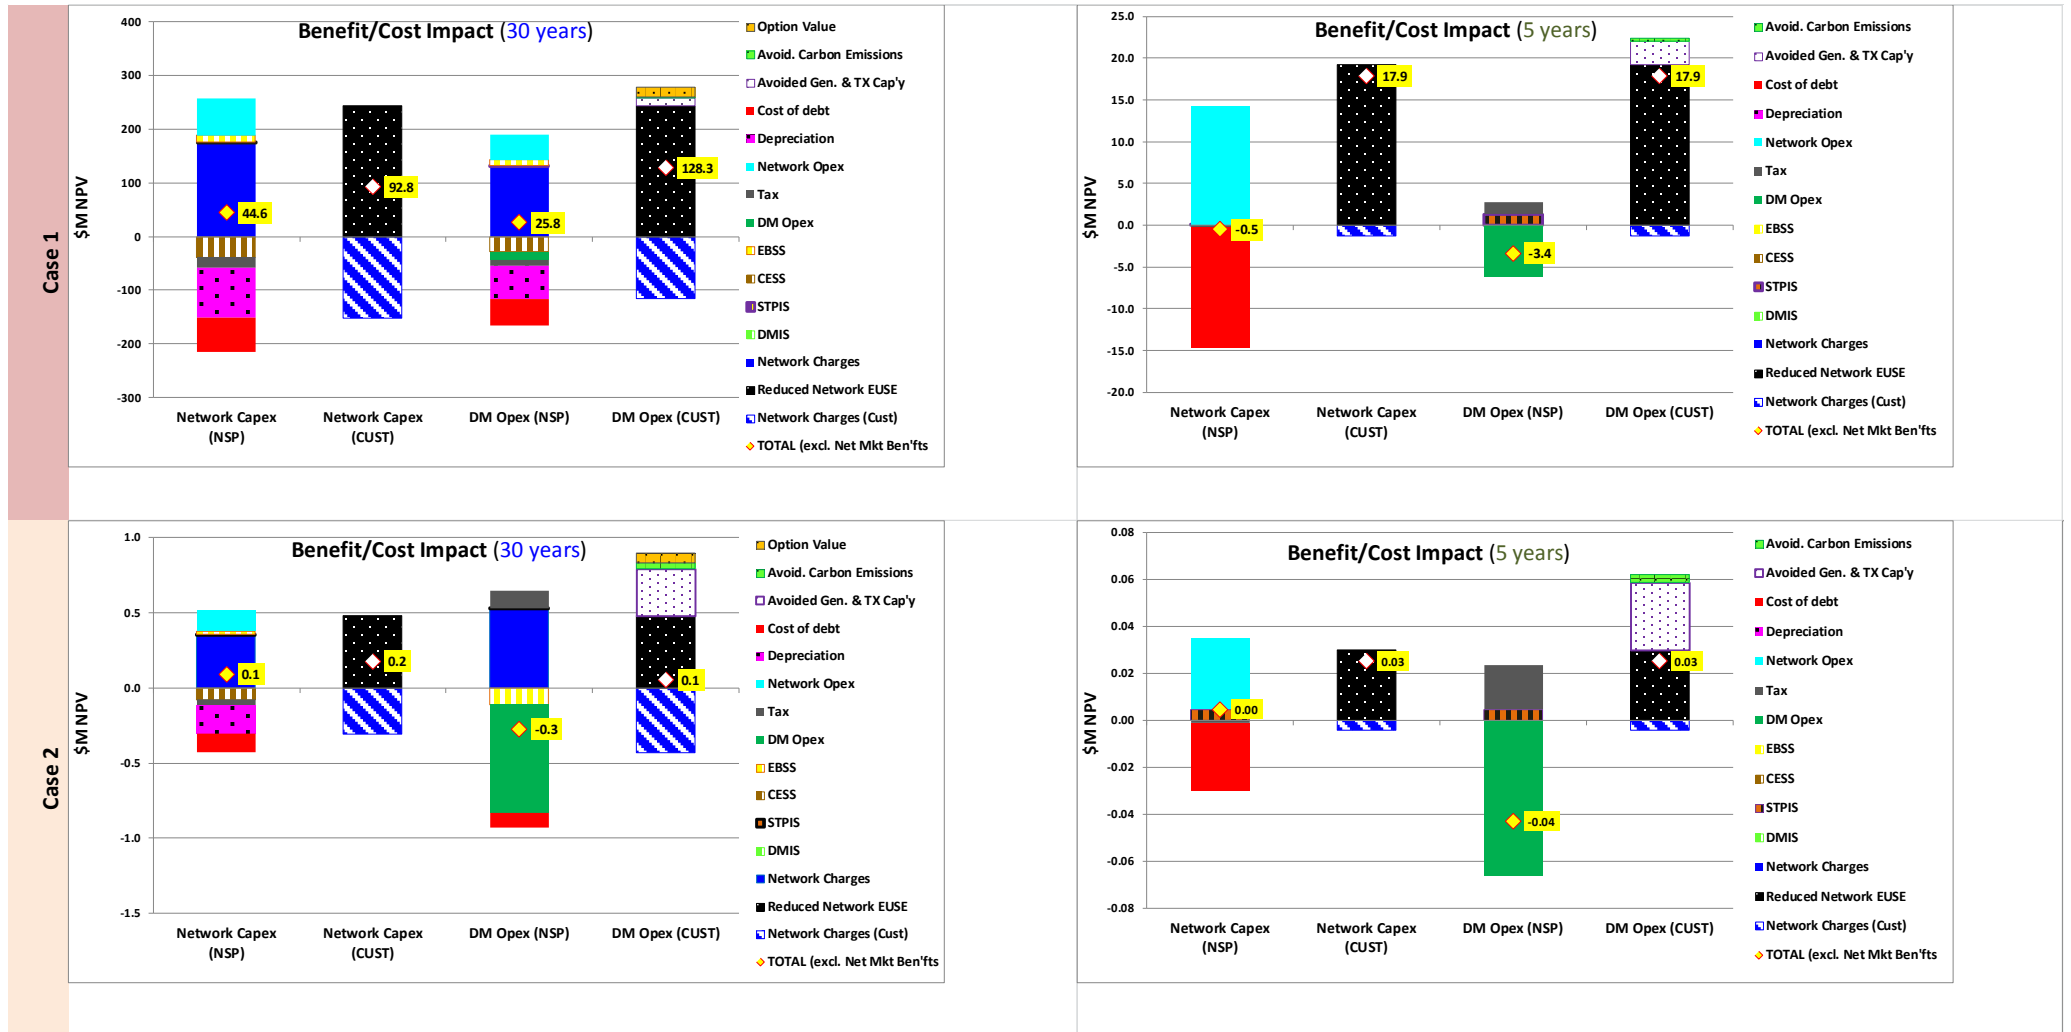 Case 1
Benefit/Cost Impact (30 years)
$MNPV
400
300
200
100
0
-100
-200
-300
44.6
92.8
25.8
128.3
Network Capex
(NSP)
Network Capex
(CUST)
DM Opex (NSP)
DM Opex (CUST)
Option Value
Avoid. Carbon Emissions
Avoided Gen. & TX Cap'y
Cost of debt
Depreciation
Network Opex
Tax
DM Opex
EBSS
CESS
STPIS
DMIS
Network Charges
Reduced Network EUSE
Network Charges (Cust)
TOTAL (excl. Net Mkt Ben'fts
Benefit/Cost Impact (5 years)
$MNPV
25.0
20.0
15.0
10.0
5.0
0.0
-5.0
-10.0
-15.0
-20.0
-0.5
17.9
-3.4
17.9
Network Capex
(NSP)
Network Capex
(CUST)
DM Opex (NSP)
DM Opex (CUST)
Avoid. Carbon Emissions
Avoided Gen. & TX Cap'y
Cost of debt
Depreciation
Network Opex
Tax
DM Opex
EBSS
CESS
STPIS
DMIS
Network Charges
Reduced Network EUSE
Network Charges (Cust)
TOTAL (excl. Net Mkt Ben'fts
Case 2
Benefit/Cost Impact (30 years)
$MNPV
1.0
0.5
0.0
-0.5
-1.0
-1.5
0.1
0.2
-0.3
0.1
Network Capex
(NSP)
Network Capex
(CUST)
DM Opex (NSP)
DM Opex (CUST)
Option Value
Avoid. Carbon Emissions
Avoided Gen. & TX Cap'y
Cost of debt
Depreciation
Network Opex
Tax
DM Opex
EBSS
CESS
STPIS
DMIS
Network Charges
Reduced Network EUSE
Network Charges (Cust)
TOTAL (excl. Net Mkt Ben'fts
Benefit/Cost Impact (5 years)
$MNPV
0.08
0.06
0.04
0.02
0.00
-0.02
-0.04
-0.06
-0.08
0.00
0.03
-0.04
0.03
Network Capex
(NSP)
Network Capex
(CUST)
DM Opex (NSP)
DM Opex (CUST)
Avoid. Carbon Emissions
Avoided Gen. & TX Cap'y
Cost of debt
Depreciation
Network Opex
Tax
DM Opex
EBSS
CESS
STPIS
DMIS
Network Charges
Reduced Network EUSE
Network Charges (Cust)
TOTAL (excl. Net Mkt Ben'fts